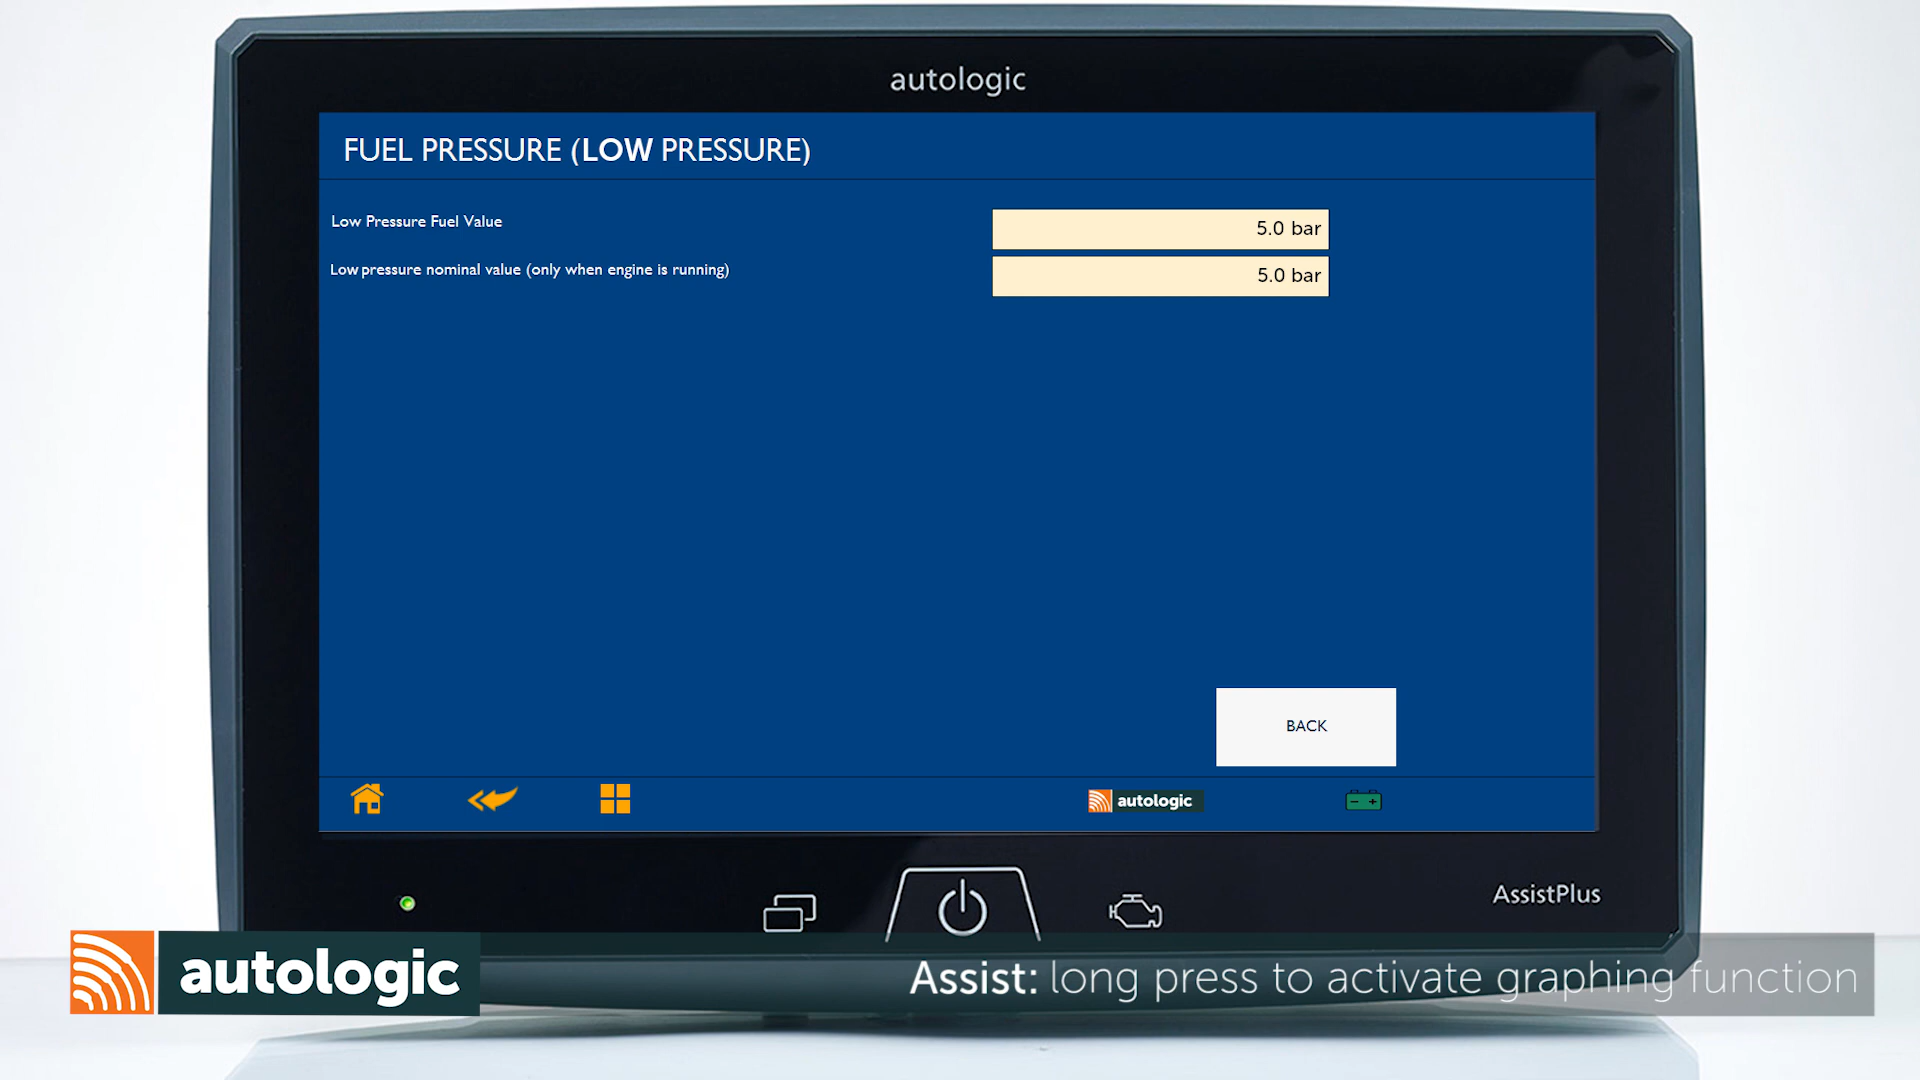 autologic
FUEL PRESSURE (LOW PRESSURE)
Low Pressure Fuel Value
5.0 bar
Low pressure nominal value (only when engine is running)
5.0 bar
BACK
autologic
AssistPlus
autologic
Assist: long press to activate graphing function